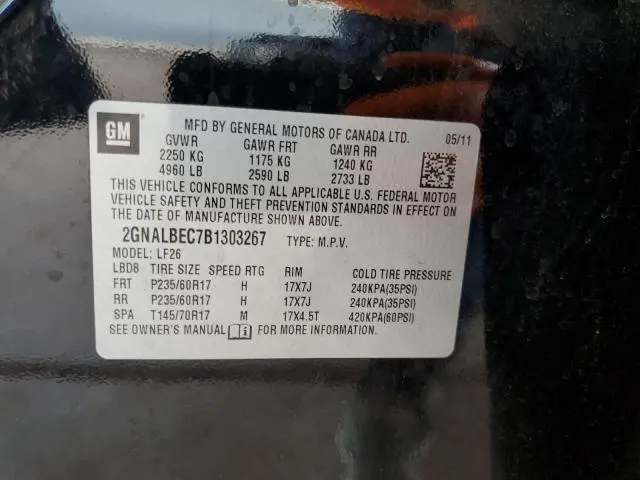 GM
MFD BY GENERAL MOTORS OF CANADA LTD. 05/11
GVWR GAWR FRT GAWR RR
2250 KG 1175 KG 1240 KG
4960 LB 2590 LB 2733 LB
THIS VEHICLE CONFORMS TO ALL APPLICABLE U.S. FEDERAL MOTOR
VEHICLE SAFETY AND THEFT PREVENTION STANDARDS IN EFFECT ON
THE DATE OF MANUFACTURE SHOWN ABOVE.
2GNALBEC7B1303267 TYPE: M.P.V.
MODEL: LF26
LBD8 TIRE SIZE SPEED RTG RIM COLD TIRE PRESSURE
FRT P235/60R17 H 17X7J 240KPA(35PSI)
RR P235/60R17 H 17X7J 240KPA(35PSI)
SPA T145/70R17 M 17X4.5T 420KPA(60PSI)
SEE OWNER'S MANUAL FOR MORE INFORMATION.